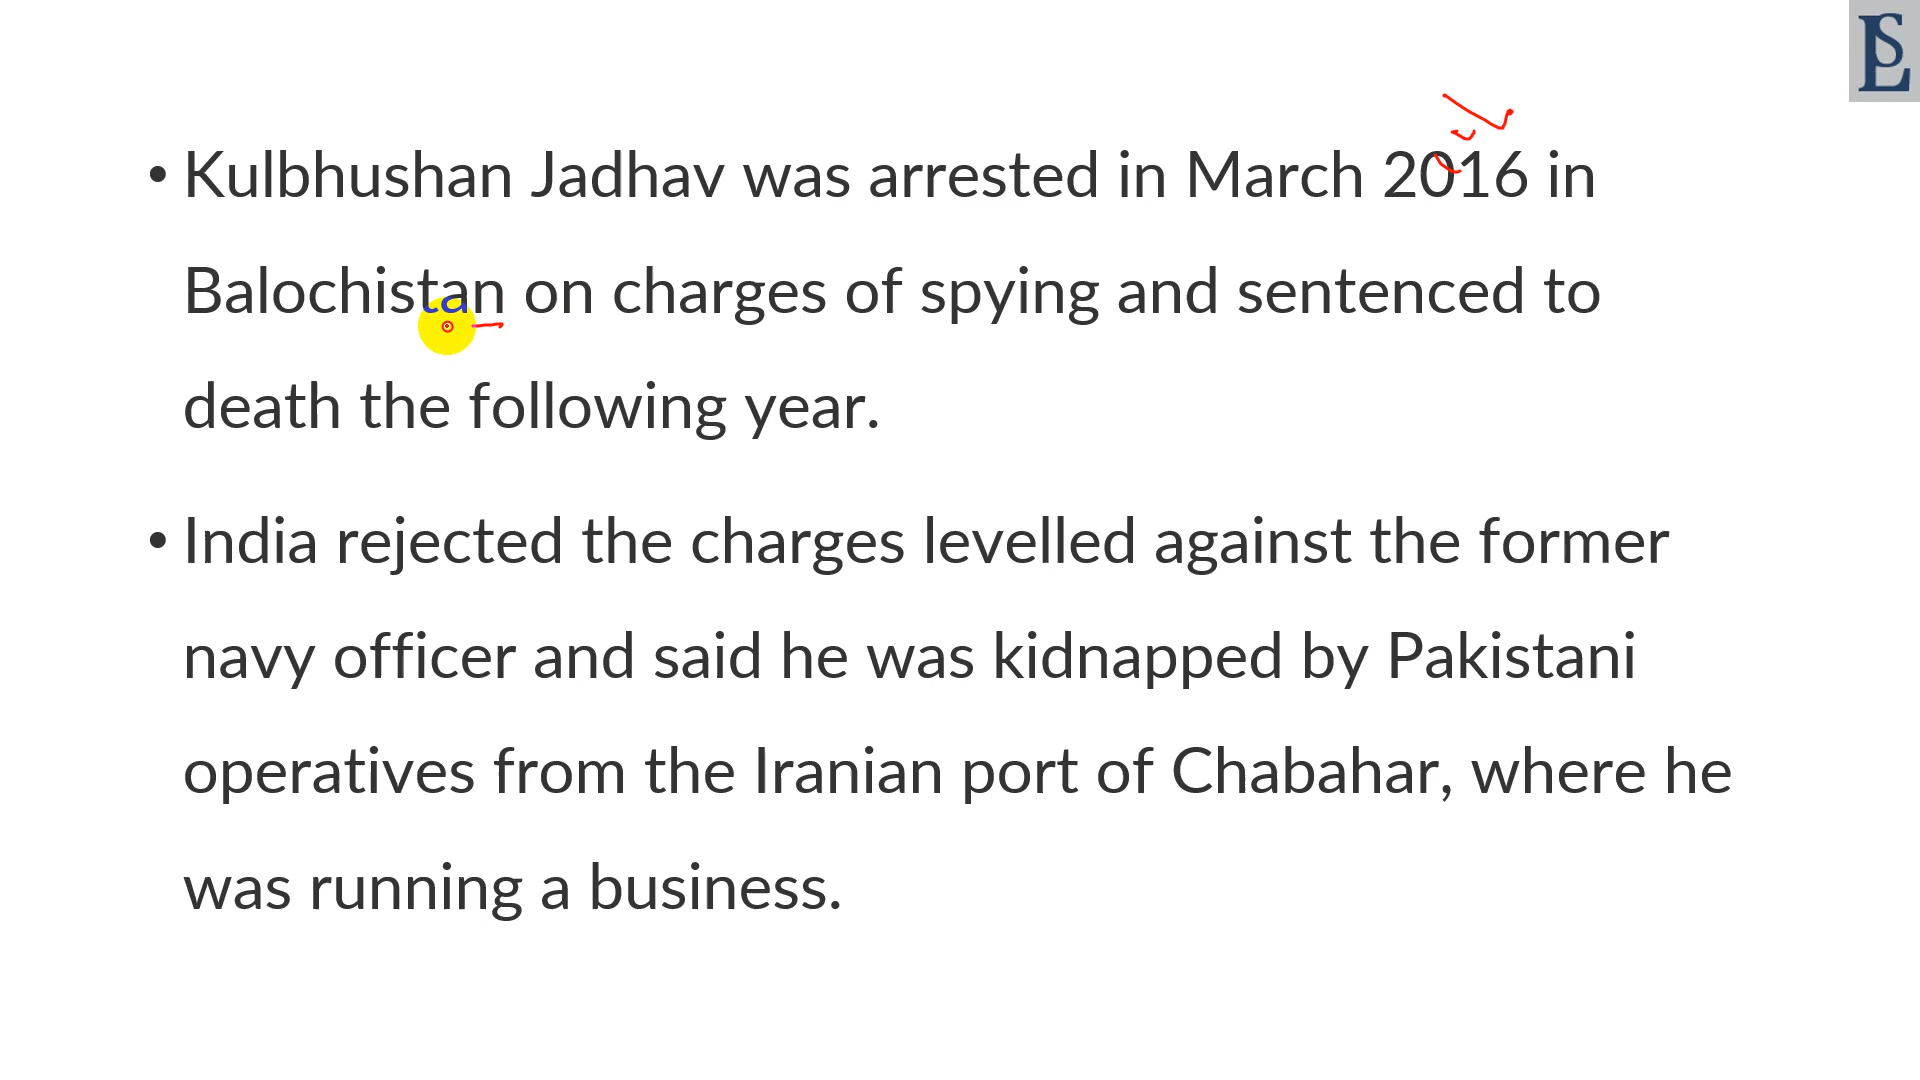 • Kulbhushan Jadhav was arrested in March 2016 in
Balochistan on charges of spying and sentenced to
death the following year.
• India rejected the charges levelled against the former
navy officer and said he was kidnapped by Pakistani
operatives from the Iranian port of Chabahar, where he
was running a business.